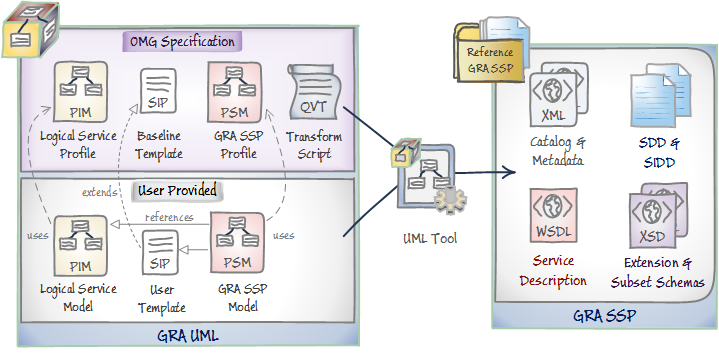 OMG Specification
PIM
SIP
PSM
QVT
Logical Service
Profile
Baseline
Template
GRA SSP
Profile
Transform
Script
extends
User Provided
references
uses
uses
PIM
SIP
PSM
Logical Service
Model
User
Template
GRA SSP
Model
GRA UML
UML Tool
Reference
GRA SSP
XML
Catalog &
Metadata
SDD &
SIDD
WSDL
Service
Description
XSD
Extension &
Subset Schemas
GRA SSP